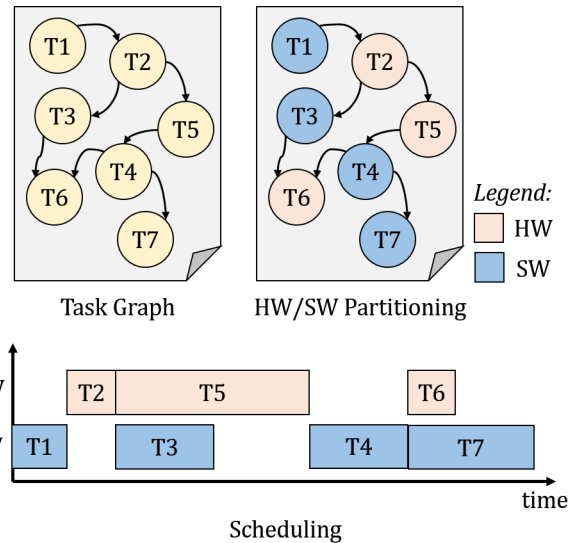 T1
T2
T3
T5
T4
T6
T7
Task Graph
T1
T2
T3
T5
T4
T6
T7
HW/SW Partitioning
Legend:
HW
SW
T2 T5 T6
T1 T3 T4 T7
time
Scheduling